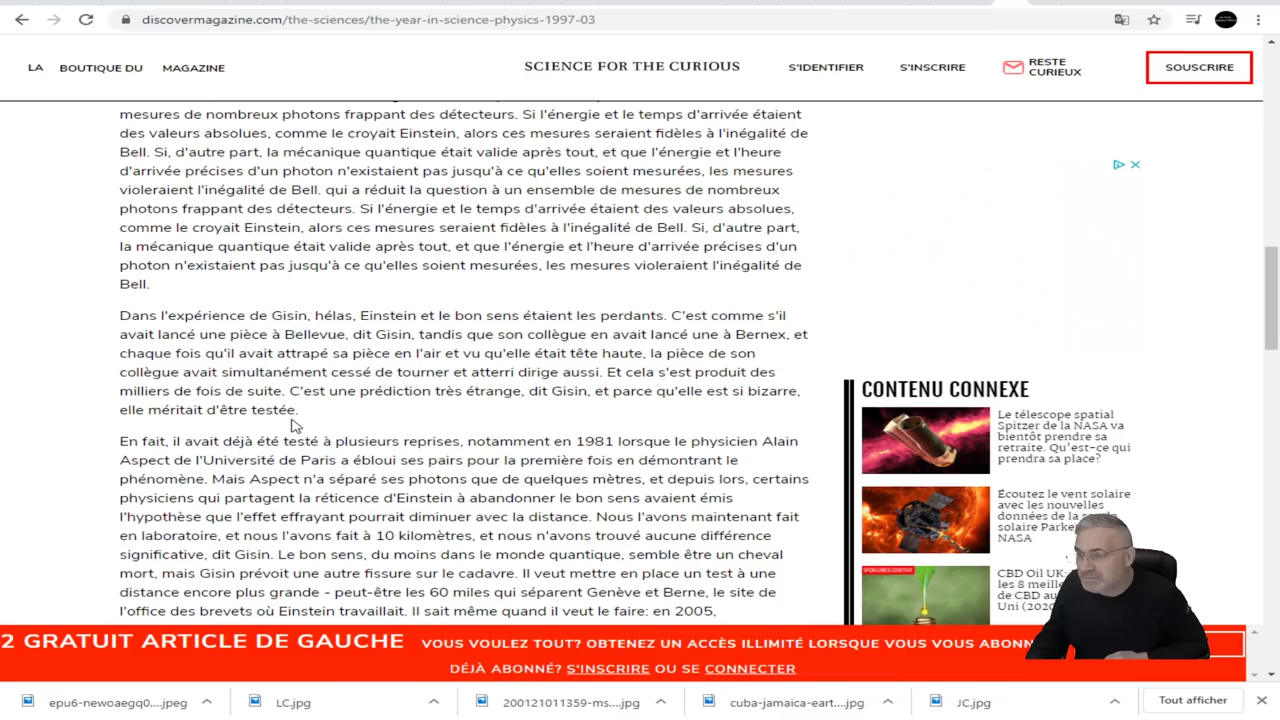 discovermagazine.com/the-sciences/the-year-in-science-physics-1997-03
LA BOUTIQUE DU MAGAZINE
SCIENCE FOR THE CURIOUS
S'IDENTIFIER
S'INSCRIRE
RESTE
CURIEUX
SOUSCRIRE
mesures de nombreux photons frappant des détecteurs. Si l'énergie et le temps d'arrivée étaient
des valeurs absolues, comme le croyait Einstein, alors ces mesures seraient fidèles à l'inégalité de
Bell. Si, d'autre part, la mécanique quantique était valide après tout, et que l'énergie et l'heure
d'arrivée précises d'un photon n'existaient pas jusqu'à ce qu'elles soient mesurées, les mesures
violeraient l'inégalité de Bell. qui a réduit la question à un ensemble de mesures de nombreux
photons frappant des détecteurs. Si l'énergie et le temps d'arrivée étaient des valeurs absolues,
comme le croyait Einstein, alors ces mesures seraient fidèles à l'inégalité de Bell. Si, d'autre part,
la mécanique quantique était valide après tout, et que l'énergie et l'heure d'arrivée précises d'un
photon n'existaient pas jusqu'à ce qu'elles soient mesurées, les mesures violeraient l'inégalité de
Bell.
Dans l'expérience de Gisin, hélas, Einstein et le bon sens étaient les perdants. C'est comme s'il
avait lancé une pièce à Bellevue, dit Gisin, tandis que son collègue en avait lancé une à Bernex, et
chaque fois qu'il avait attrapé sa pièce en l'air et vu qu'elle était tête haute, la pièce de son
collègue avait simultanément cessé de tourner et atterri dirige aussi. Et cela s'est produit des
milliers de fois de suite. C'est une prédiction très étrange, dit Gisin, et parce qu'elle est si bizarre,
elle méritait d'être testée.
En fait, il avait déjà été testé à plusieurs reprises, notamment en 1981 lorsque le physicien Alain
Aspect de l'Université de Paris a ébloui ses pairs pour la première fois en démontrant le
phénomène. Mais Aspect n'a séparé ses photons que de quelques mètres, et depuis lors, certains
physiciens qui partagent la réticence d'Einstein à abandonner le bon sens avaient émis
l'hypothèse que l'effet effrayant pourrait diminuer avec la distance. Nous l'avons maintenant fait
en laboratoire, et nous l'avons fait à 10 kilomètres, et nous n'avons trouvé aucune différence
significative, dit Gisin. Le bon sens, du moins dans le monde quantique, semble être un cheval
mort, mais Gisin prévoit une autre fissure sur le cadavre. Il veut mettre en place un test à une
distance encore plus grande - peut-être les 60 miles qui séparent Genève et Berne, le site de
l'office des brevets où Einstein travaillait. Il sait même quand il veut le faire: en 2005,
CONTENU CONNEXE
Le télescope spatial
Spitzer de la NASA va
bientôt prendre sa
retraite. Qu'est-ce qui
prendra sa place?
Écoutez le vent solaire
avec les nouvelles
données de la
solaire Parker
NASA
SPONSORED CONTENT
CBD Oil UK
les 8 meille
de CBD au
Uni (2020
2 GRATUIT ARTICLE DE GAUCHE VOUS VOULEZ TOUT? OBTENEZ UN ACCÈS ILLIMITÉ LORSQUE VOUS VOUS ABONN
DÉJÀ ABONNÉ? S'INSCRIRE OU SE CONNECTER
epu6-newoaegq0....jpeg
LC.jpg
200121011359-ms....jpg
cuba-jamaica-eart....jpg
JC.jpg
Tout afficher